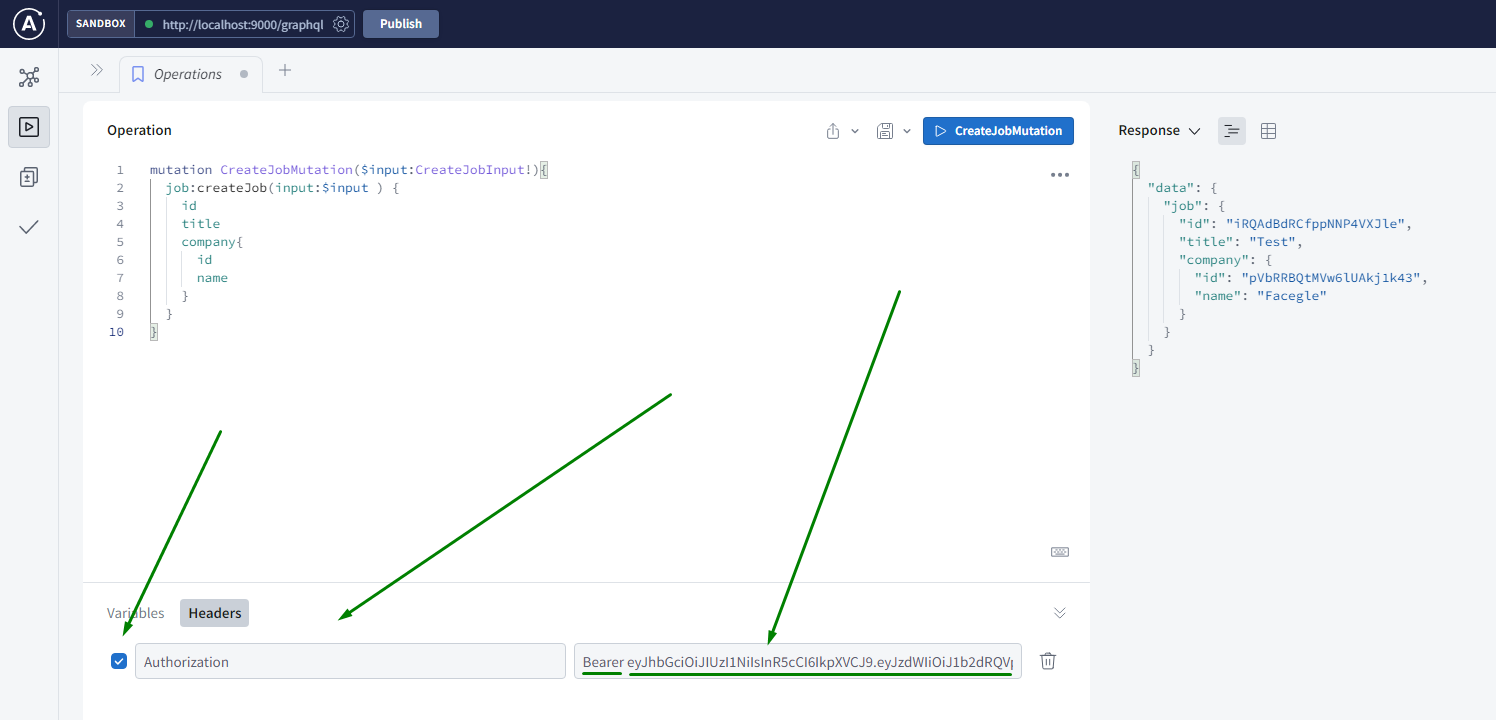 SANDBOX
http://localhost:9000/graphql
Publish
Operations
Operation
CreateJobMutation
1 mutation CreateJobMutation($input:CreateJobInput!){
2 job:createJob(input:$input ) {
3 id
4 title
5 company{
6 id
7 name
8 }
9 }
10 }
Response
{
"data": {
"job": {
"id": "iRQAdBdRCfppNNP4VXJle",
"title": "Test",
"company": {
"id": "pVbRRBQtMVw6lUAkj1k43",
"name": "Facegle"
}
}
}
}
Variables Headers
Authorization
Bearer eyJhbGciOiJIUzI1NiIsInR5cCI6IkpXVCJ9.eyJzdWIiOiJ1b2dRQV